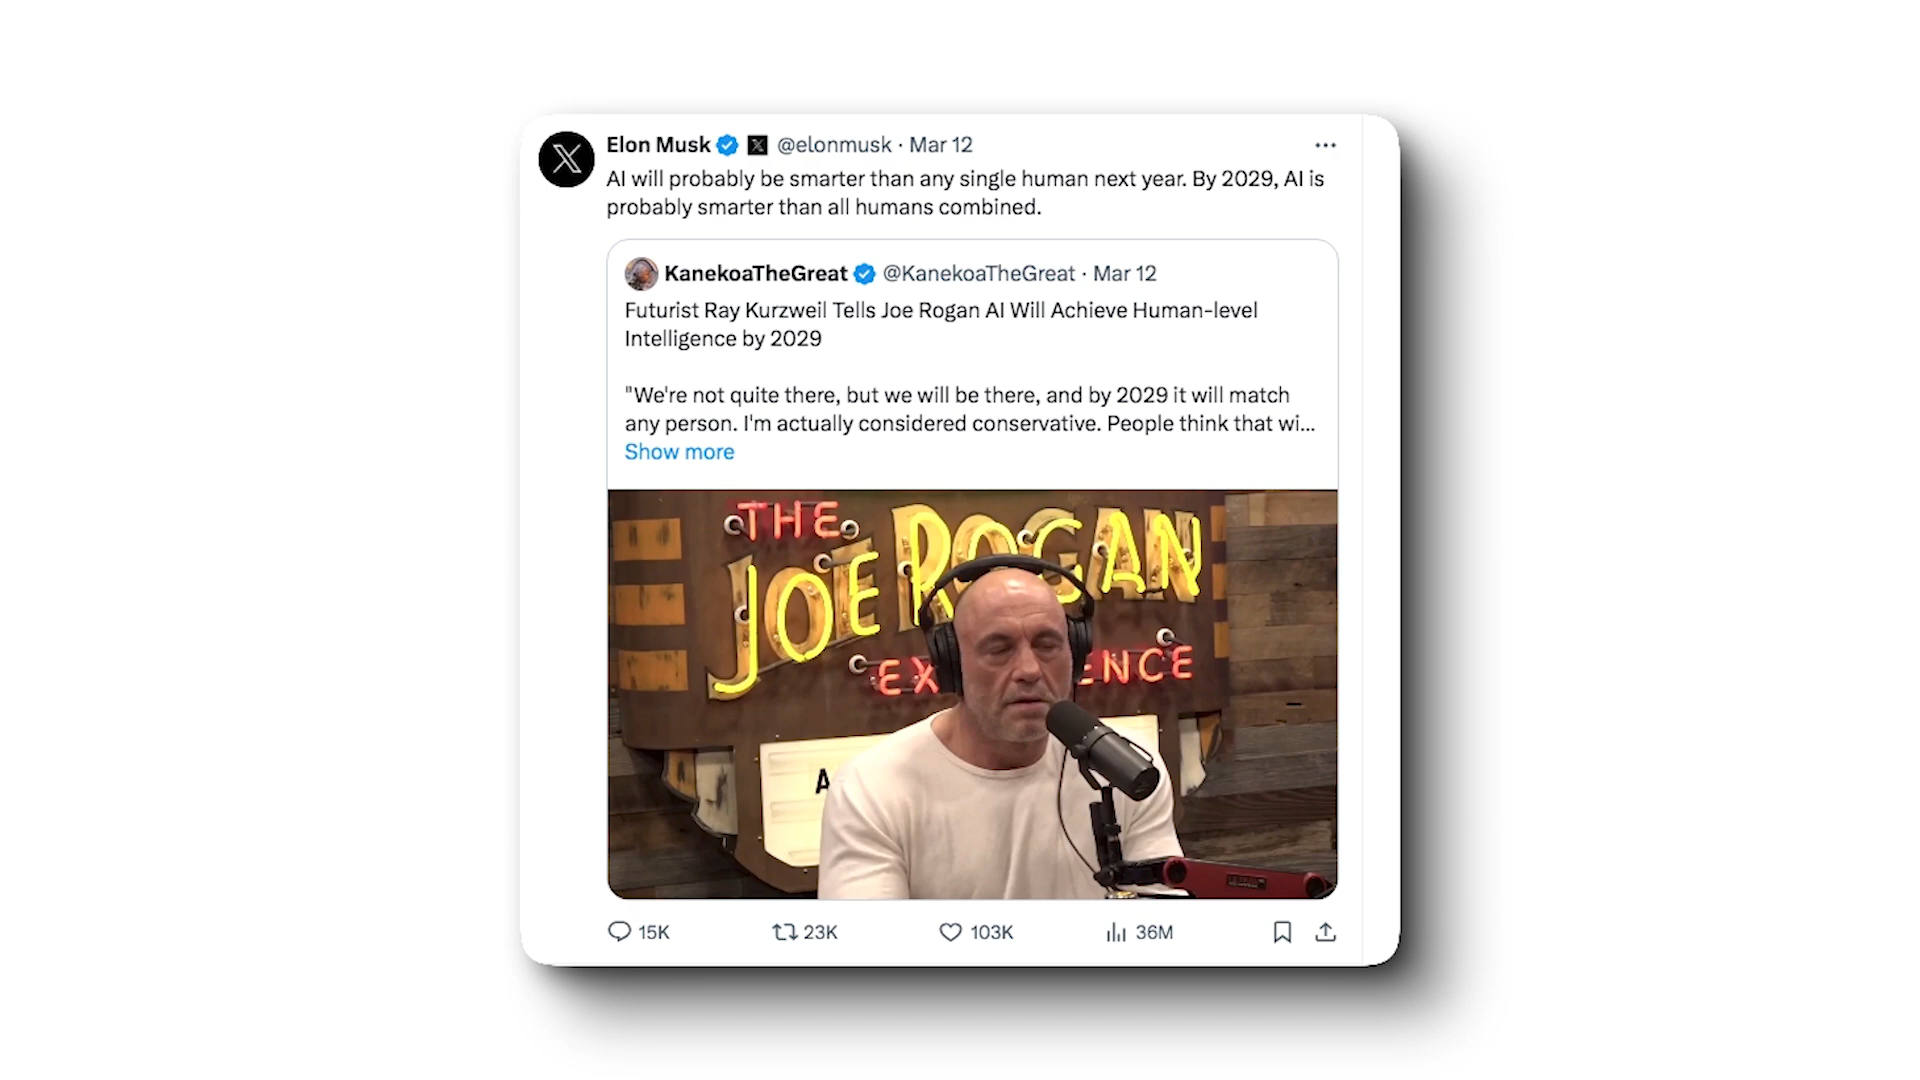 Elon Musk @elonmusk · Mar 12
AI will probably be smarter than any single human next year. By 2029, AI is
probably smarter than all humans combined.
KanekoaTheGreat @KanekoaTheGreat · Mar 12
Futurist Ray Kurzweil Tells Joe Rogan AI Will Achieve Human-level
Intelligence by 2029
"We're not quite there, but we will be there, and by 2029 it will match
any person. I'm actually considered conservative. People think that wi...
Show more
THE
JOE ROGAN
EX ENCE
A
15K 23K 103K 36M